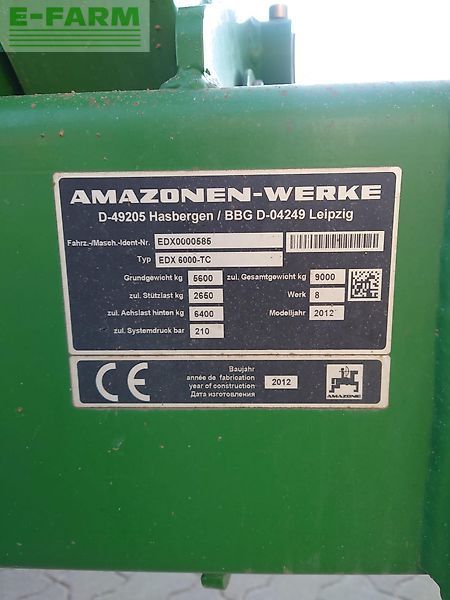 E-FARM
AMAZONEN-WERKE
D-49205 Hasbergen / BBG D-04249 Leipzig
Fahrz.-/Masch.-Ident-Nr. EDX0000585
Typ EDX 6000-TC
Grundgewicht kg 5600 zul. Gesamtgewicht kg 9000
zul. Stützlast kg 2650 Werk 8
zul. Achslast hinten kg 6400 Modelljahr 2012
zul. Systemdruck bar 210
CE
Baujahr
année de fabrication
year of construction 2012
Дата изготовления
AMAZONE